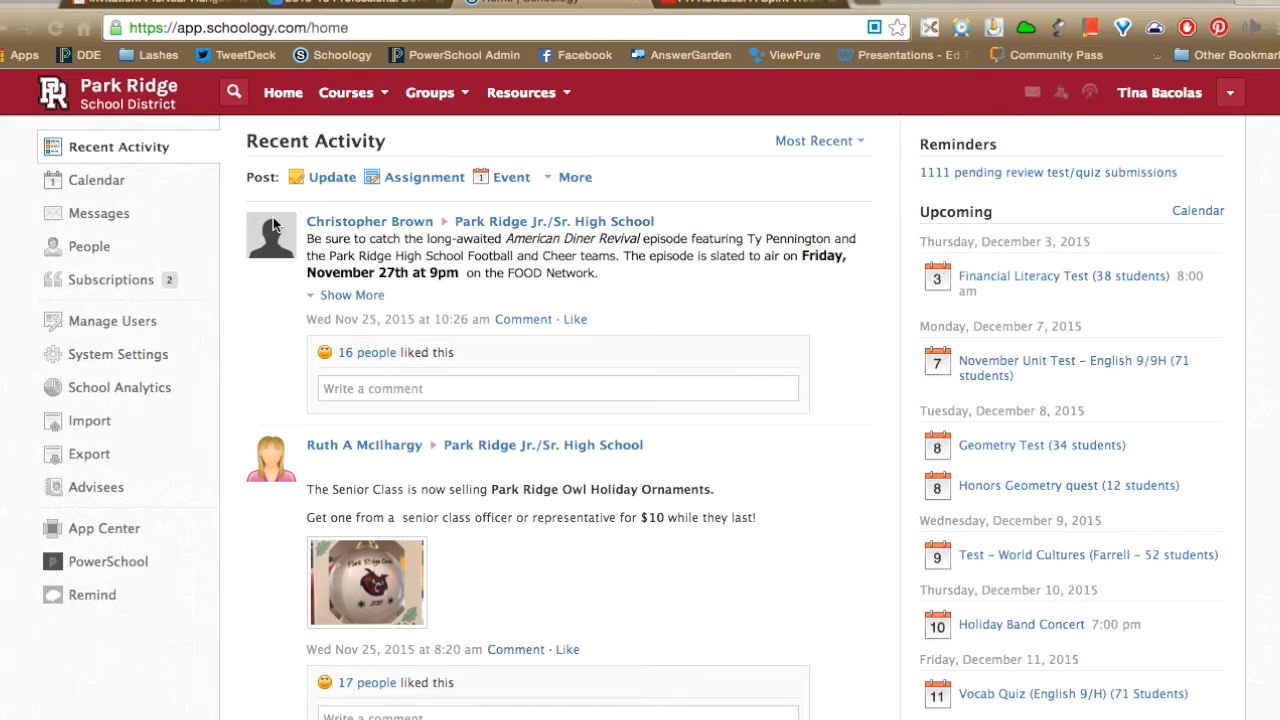 https://app.schoology.com/home
Apps DDE Lashes TweetDeck Schoology PowerSchool Admin Facebook AnswerGarden ViewPure Presentations - Ed Community Pass » Other Bookmar
PR Park Ridge
School District
Home Courses Groups Resources Tina Bacolas
Recent Activity
Calendar
Messages
People
Subscriptions 2
Manage Users
System Settings
School Analytics
Import
Export
Advisees
App Center
PowerSchool
Remind
Recent Activity Most Recent
Post: Update Assignment 1 Event More
Christopher Brown Park Ridge Jr./Sr. High School
Be sure to catch the long-awaited American Diner Revival episode featuring Ty Pennington and
the Park Ridge High School Football and Cheer teams. The episode is slated to air on Friday,
November 27th at 9pm on the FOOD Network.
Show More
Wed Nov 25, 2015 at 10:26 am Comment · Like
16 people liked this
Write a comment
Ruth A McIlhargy Park Ridge Jr./Sr. High School
The Senior Class is now selling Park Ridge Owl Holiday Ornaments.
Get one from a senior class officer or representative for $10 while they last!
Wed Nov 25, 2015 at 8:20 am Comment · Like
17 people liked this
Write a comment
Reminders
1111 pending review test/quiz submissions
Upcoming Calendar
Thursday, December 3, 2015
3 Financial Literacy Test (38 students) 8:00
am
Monday, December 7, 2015
7 November Unit Test – English 9/9H (71
students)
Tuesday, December 8, 2015
8 Geometry Test (34 students)
8 Honors Geometry quest (12 students)
Wednesday, December 9, 2015
9 Test – World Cultures (Farrell – 52 students)
Thursday, December 10, 2015
10 Holiday Band Concert 7:00 pm
Friday, December 11, 2015
11 Vocab Quiz (English 9/H) (71 Students)